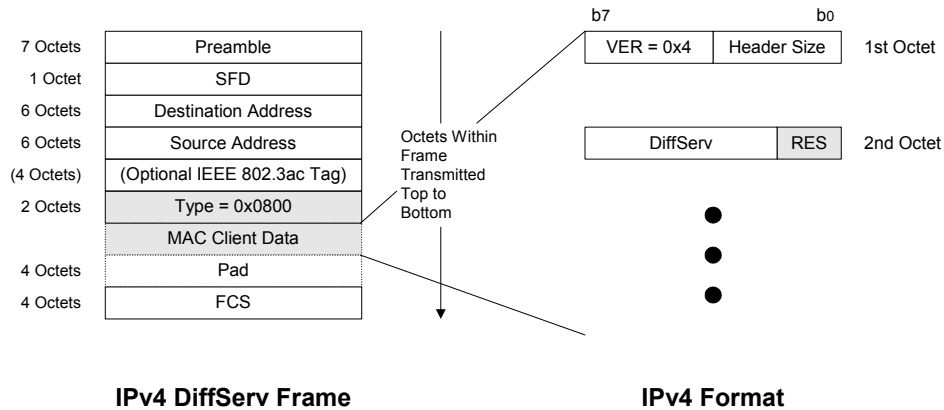 b7 b0
7 Octets Preamble VER = 0x4 Header Size 1st Octet
1 Octet SFD
6 Octets Destination Address
6 Octets Source Address
(4 Octets) (Optional IEEE 802.3ac Tag)
2 Octets Type = 0x0800
MAC Client Data
4 Octets Pad
4 Octets FCS
Octets Within
Frame
Transmitted
Top to
Bottom
DiffServ RES 2nd Octet
IPv4 DiffServ Frame IPv4 Format